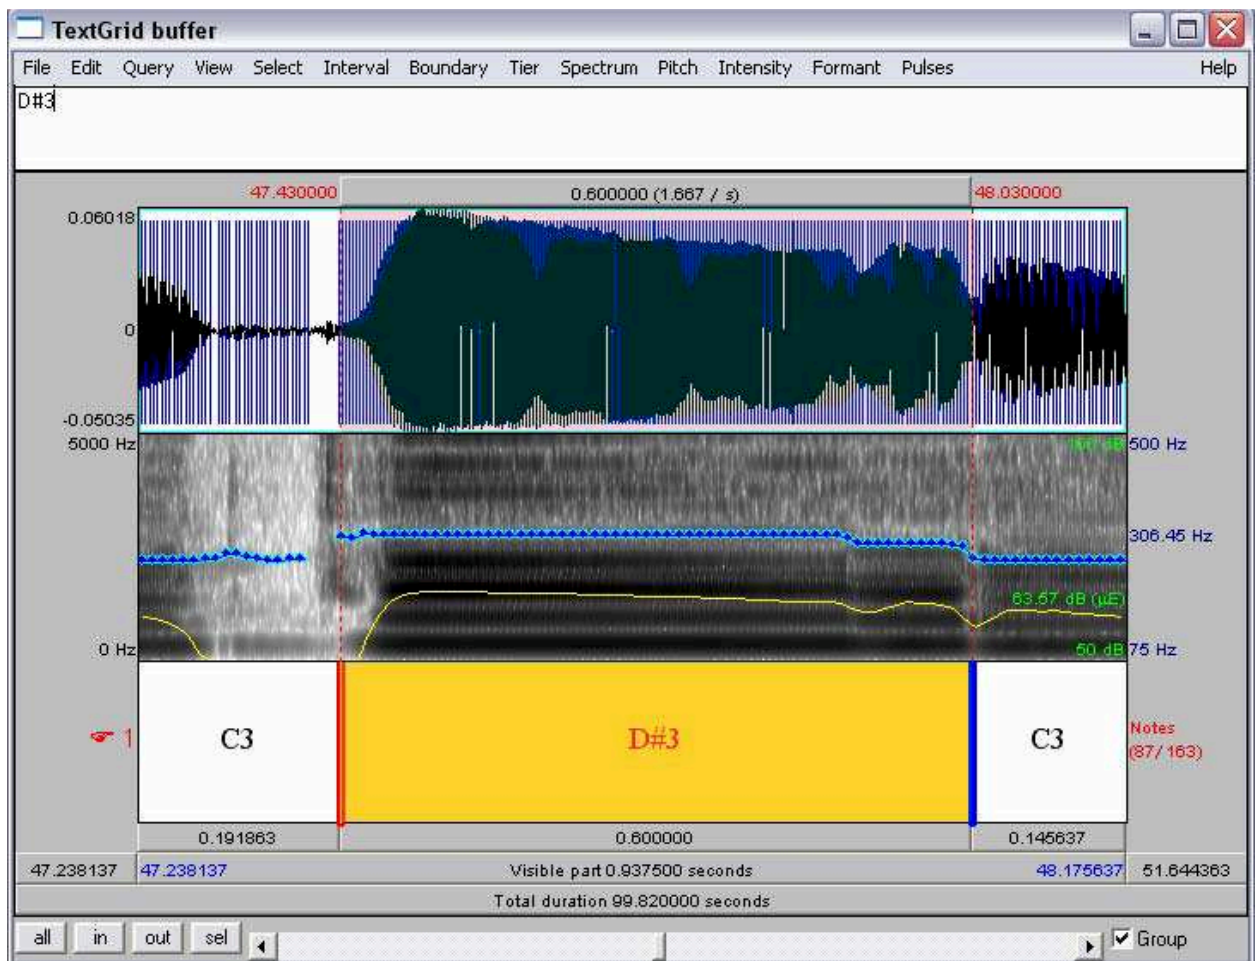 TextGrid buffer
File Edit Query View Select Interval Boundary Tier Spectrum Pitch Intensity Formant Pulses Help
D#3
47.430000 0.600000 (1.667 / s) 48.030000
0.06018
0
-0.05035
5000 Hz 100 dB 500 Hz
306.45 Hz
63.57 dB (µE)
0 Hz 50 dB 75 Hz
1 C3 D#3 C3 Notes
(87/163)
0.191863 0.600000 0.145637
47.238137 47.238137 Visible part 0.937500 seconds 48.175637 51.644363
Total duration 99.820000 seconds
all in out sel Group